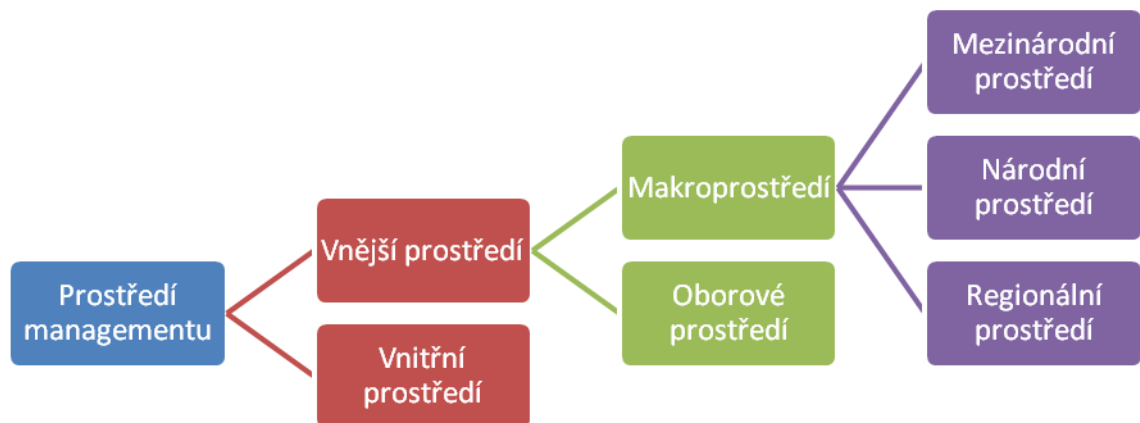 Prostředí
managementu
Vnější prostředí
Vnitřní
prostředí
Makroprostředí
Oborové
prostředí
Mezinárodní
prostředí
Národní
prostředí
Regionální
prostředí